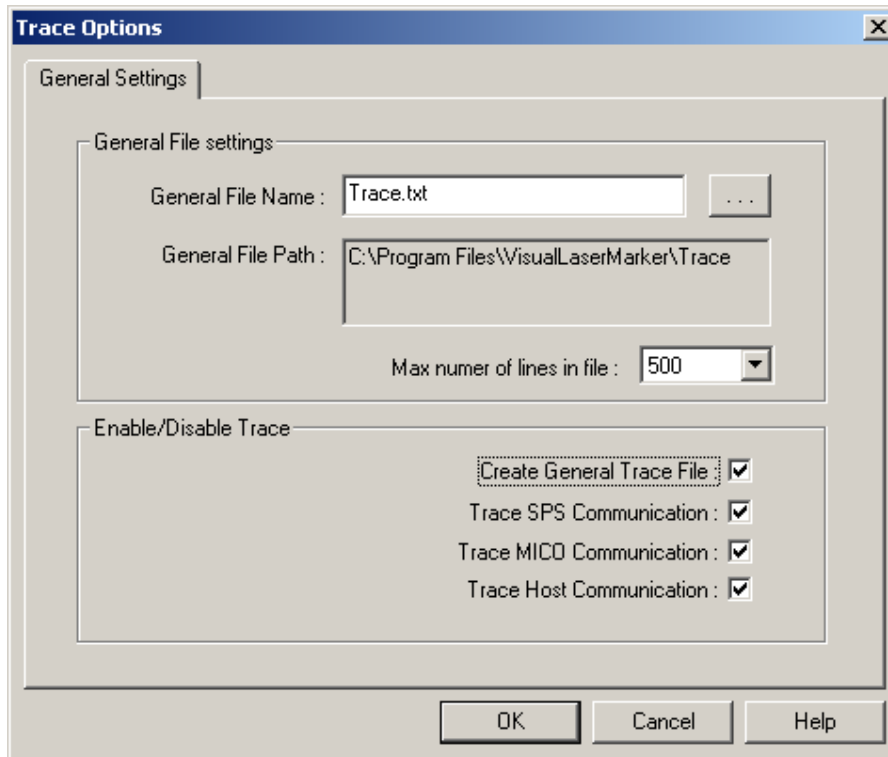 Trace Options
General Settings
General File settings
General File Name : Trace.txt ...
General File Path : C:\Program Files\VisualLaserMarker\Trace
Max numer of lines in file : 500
Enable/Disable Trace
Create General Trace File :
Trace SPS Communication :
Trace MICO Communication :
Trace Host Communication :
OK Cancel Help